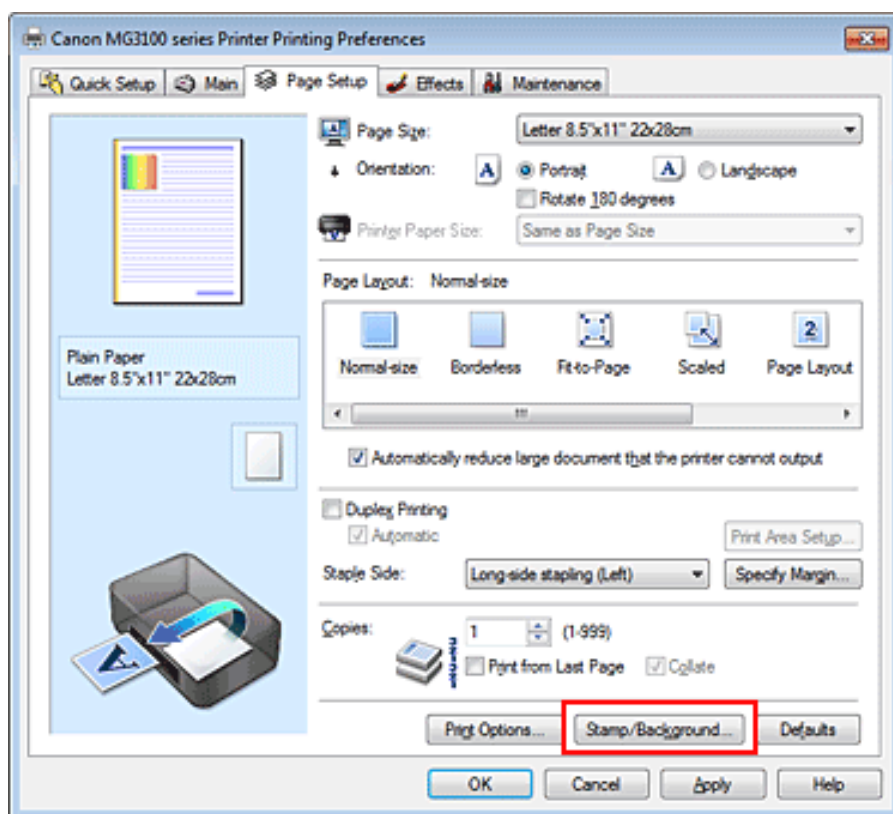 Canon MG3100 series Printer Printing Preferences
Quick Setup Main Page Setup Effects Maintenance
Page Size: Letter 8.5"x11" 22x28cm
Orientation: A Portrait A Landscape
Rotate 180 degrees
Printer Paper Size: Same as Page Size
Page Layout: Normal-size
2
Normal-size Borderless Fit-to-Page Scaled Page Layout
Plain Paper
Letter 8.5"x11" 22x28cm
Automatically reduce large document that the printer cannot output
Duplex Printing
Automatic Print Area Setup...
Staple Side: Long-side stapling (Left) Specify Margin...
Copies: 1 (1-999)
Print from Last Page Collate
A
Print Options... Stamp/Background... Defaults
OK Cancel Apply Help